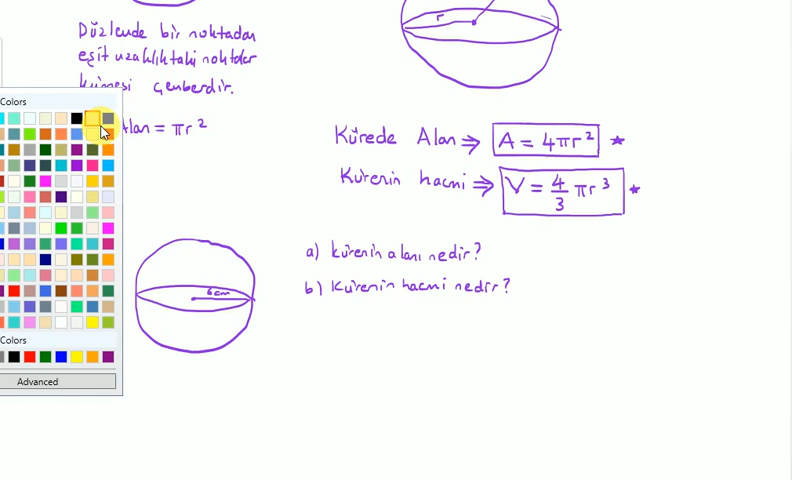 Düzlemde bir noktadan
eşit uzaklıktaki noktalar
kümesi çemberdir.
Alan = πr²
r
Kürede Alan ⇒ A = 4πr² ★
Kürenin hacmi ⇒ V = 4/3 πr³ ★
a) Kürenin alanı nedir?
b) Kürenin hacmi nedir?
6cm
Colors
Colors
Advanced